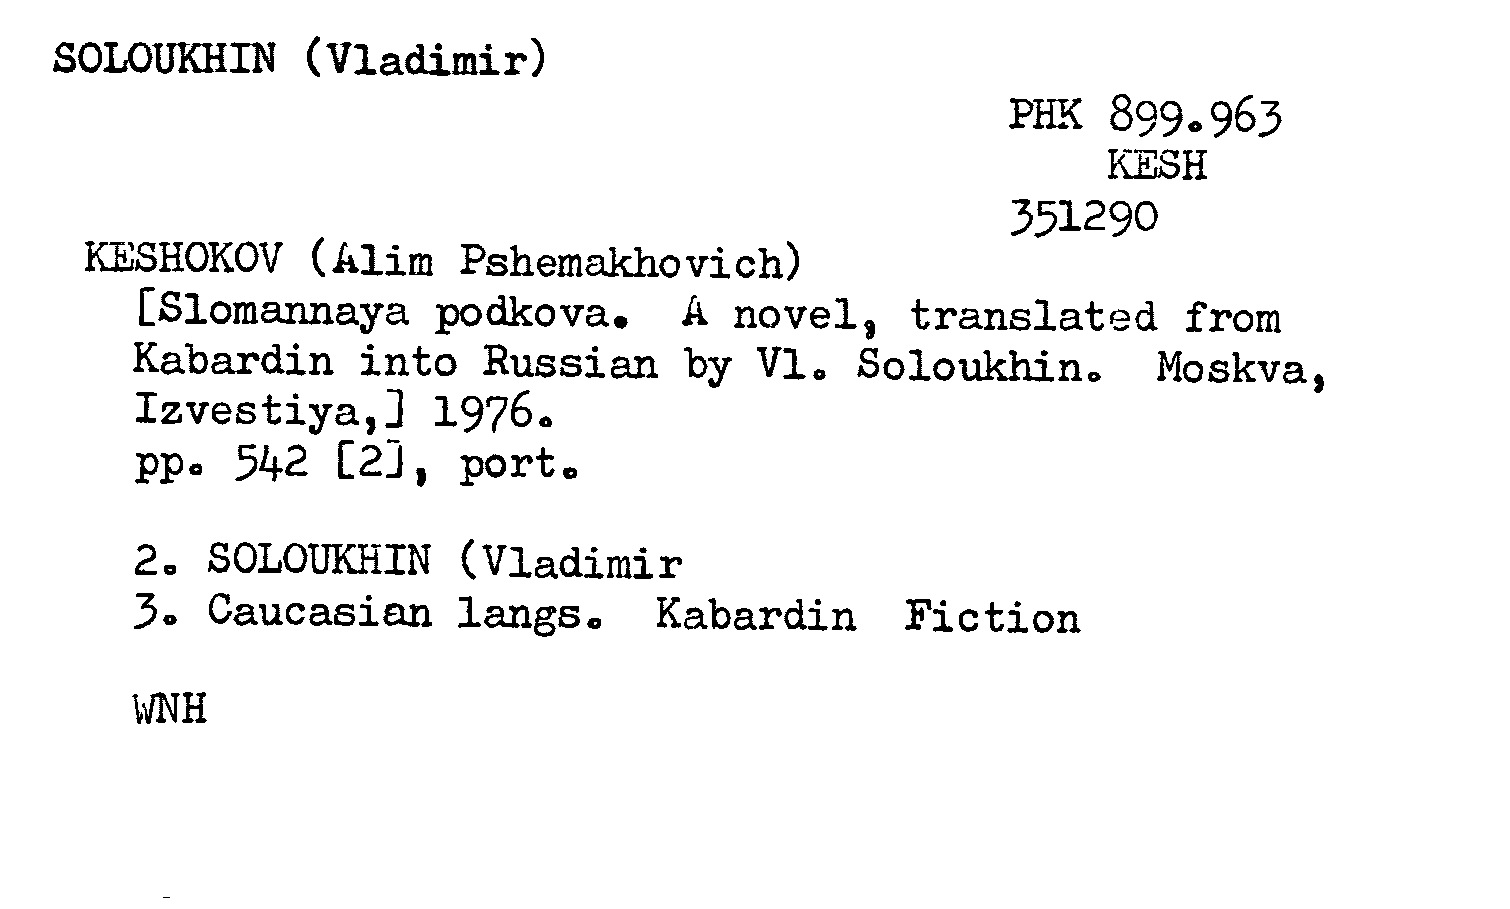 SOLOUKHIN (Vladimir)
PHK 899.963
KESH
351290
KESHOKOV (Alim Pshemakhovich)
[Slomannaya podkova. A novel, translated from
Kabardin into Russian by Vl. Soloukhin. Moskva,
Izvestiya,] 1976.
pp. 542 [2], port.
2. SOLOUKHIN (Vladimir
3. Caucasian langs. Kabardin Fiction
WNH